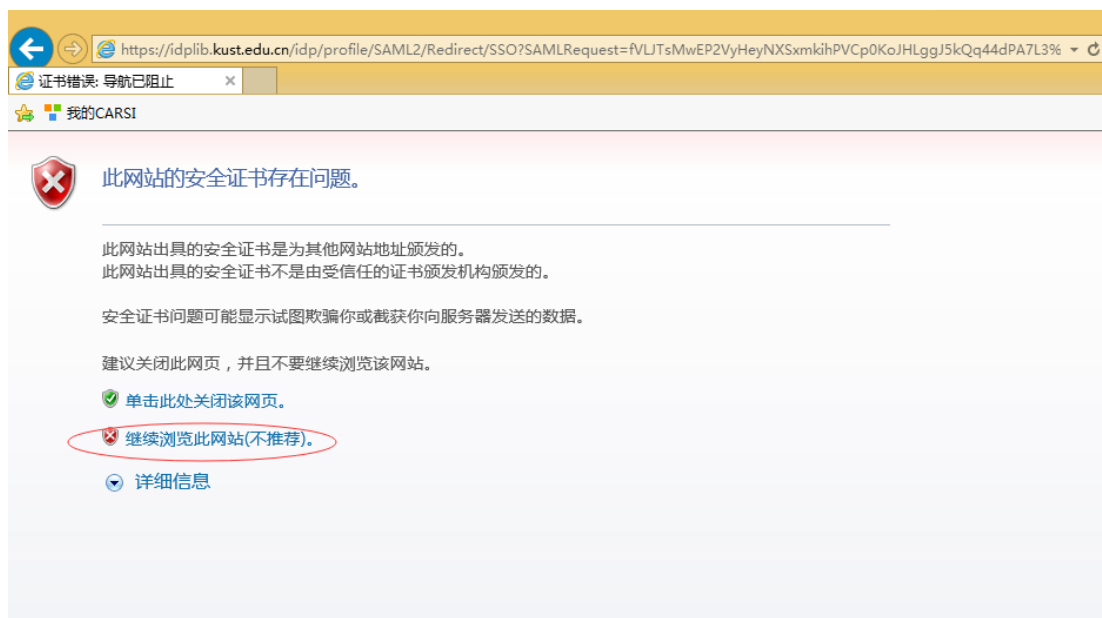 https://idplib.kust.edu.cn/idp/profile/SAML2/Redirect/SSO?SAMLRequest=fVLJTsMwEP2VyHeyNXSxmkihPVCp0KoJHLggJ5kQq44dPA7L3%
证书错误: 导航已阻止
我的CARSI
此网站的安全证书存在问题。
此网站出具的安全证书是为其他网站地址颁发的。
此网站出具的安全证书不是由受信任的证书颁发机构颁发的。
安全证书问题可能显示试图欺骗你或截获你向服务器发送的数据。
建议关闭此网页，并且不要继续浏览该网站。
单击此处关闭该网页。
继续浏览此网站(不推荐)。
详细信息